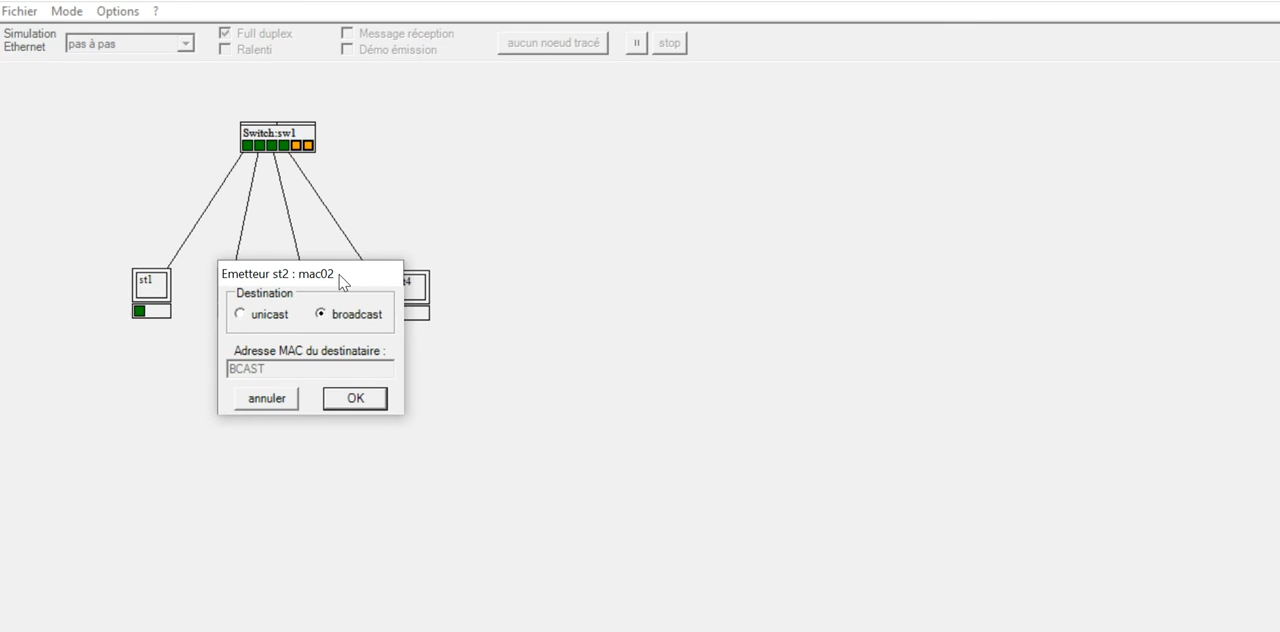 Fichier Mode Options ?
Simulation Ethernet
pas à pas
Full duplex
Ralenti
Message réception
Démo émission
aucun noeud tracé
stop
Switch:sw1
st1
t4
Emetteur st2 : mac02
Destination
unicast broadcast
Adresse MAC du destinataire :
BCAST
annuler OK